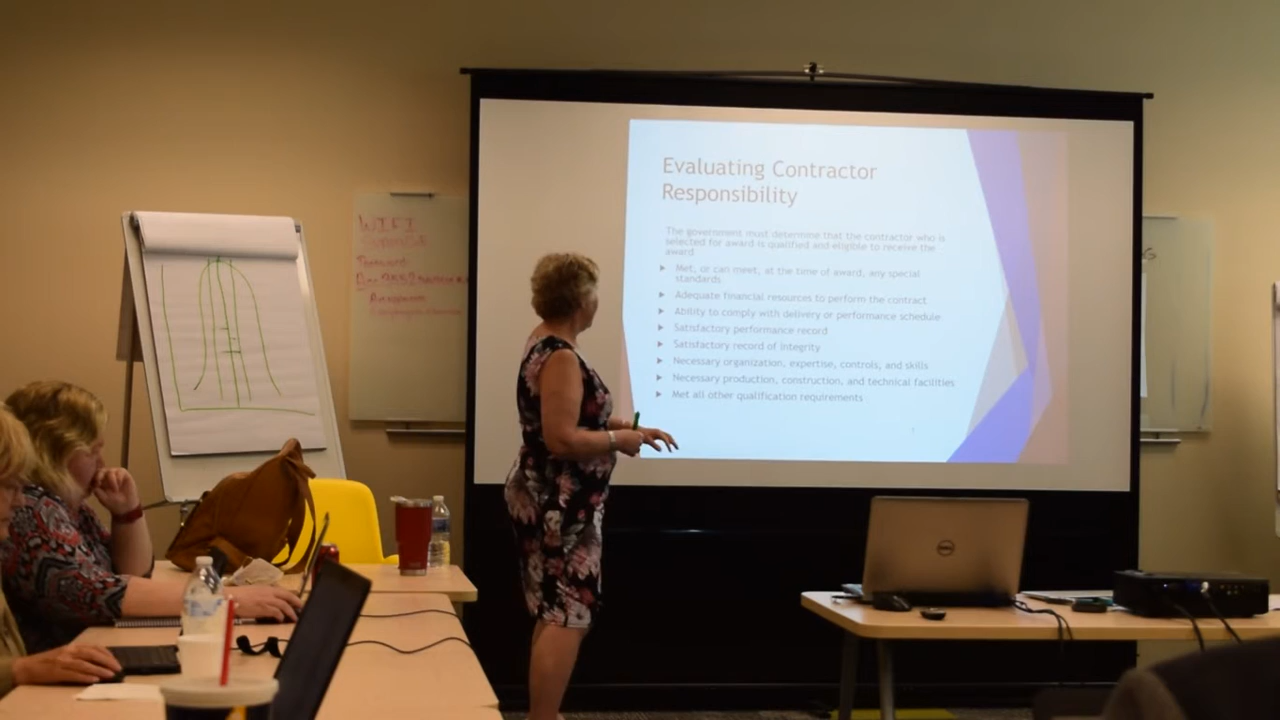 WIFI
Evaluating Contractor
Responsibility
The government must determine that the contractor who is
selected for award is qualified and eligible to receive the
award
Met, or can meet, at the time of award, any special
standards
Adequate financial resources to perform the contract
Ability to comply with delivery or performance schedule
Satisfactory performance record
Satisfactory record of integrity
Necessary organization, expertise, controls, and skills
Necessary production, construction, and technical facilities
Met all other qualification requirements
DELL